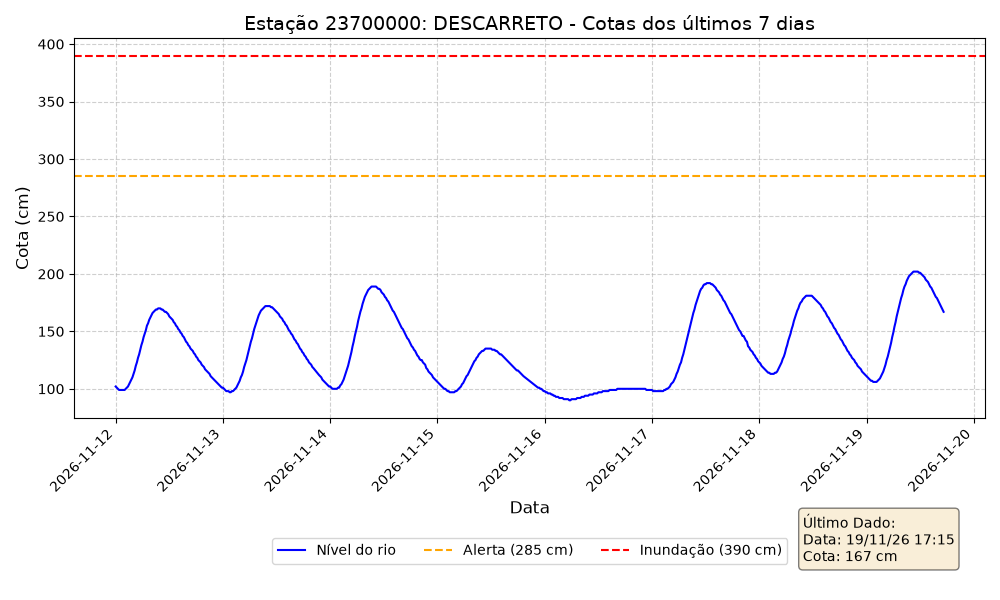 Estação 23700000: DESCARRETO - Cotas dos últimos 7 dias
Cota (cm)
400
350
300
250
200
150
100
2026-11-12
2026-11-13
2026-11-14
2026-11-15
2026-11-16
2026-11-17
2026-11-18
2026-11-19
2026-11-20
Data
Nível do rio
Alerta (285 cm)
Inundação (390 cm)
Último Dado:
Data: 19/11/26 17:15
Cota: 167 cm